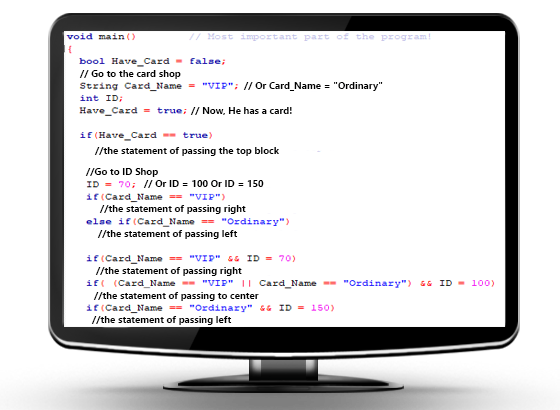 void main() // Most important part of the program!
{
bool Have_Card = false;
// Go to the card shop
String Card_Name = "VIP"; // Or Card_Name = "Ordinary"
int ID;
Have_Card = true; // Now, He has a card!
if(Have_Card == true)
//the statement of passing the top block
//Go to ID Shop
ID = 70; // Or ID = 100 Or ID = 150
if(Card_Name == "VIP")
//the statement of passing right
else if(Card_Name == "Ordinary")
//the statement of passing left
if(Card_Name == "VIP" && ID = 70)
//the statement of passing right
if( (Card_Name == "VIP" || Card_Name == "Ordinary") && ID = 100)
//the statement of passing to center
if(Card_Name == "Ordinary" && ID = 150)
//the statement of passing left